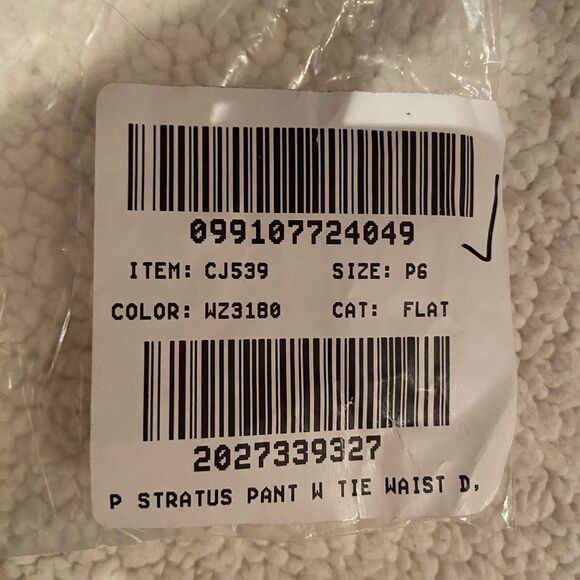 099107724049
ITEM: CJ539 SIZE: P6
COLOR: WZ3180 CAT: FLAT
2027339327
P STRATUS PANT W TIE WAIST D,